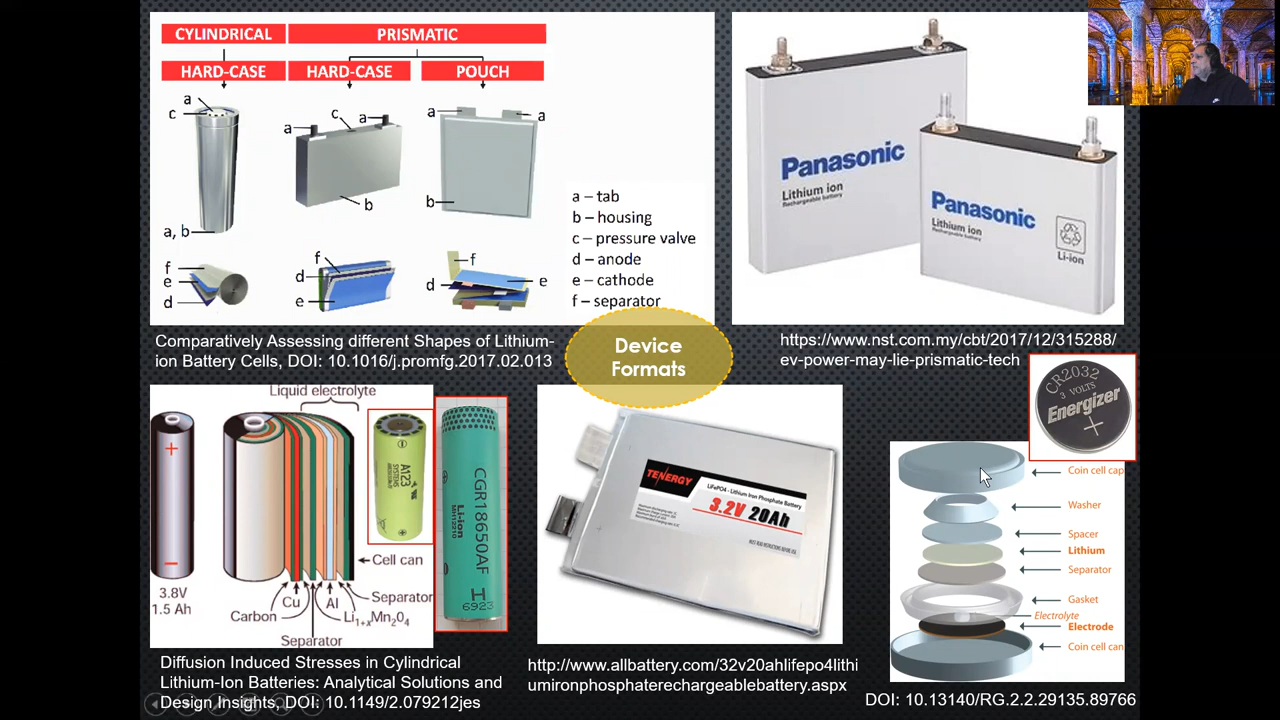 CYLINDRICAL
PRISMATIC
HARD-CASE
HARD-CASE
POUCH
a
c
a
c
a
a
a
b
b
a, b
f
e
d
f
d
e
f
d
e
a – tab
b – housing
c – pressure valve
d – anode
e – cathode
f – separator
Comparatively Assessing different Shapes of Lithium-
ion Battery Cells, DOI: 10.1016/j.promfg.2017.02.013
Panasonic
Lithium ion
Rechargeable battery
Panasonic
Lithium ion
Rechargeable battery
Li-ion
https://www.nst.com.my/cbt/2017/12/315288/
ev-power-may-lie-prismatic-tech
Device
Formats
Liquid electrolyte
+
–
3.8V
1.5 Ah
Carbon
Cu
Separator
Al
Li1+xMn2O4
Separator
Cell can
A123
SYSTEMS
CGR18650AF
Li-ion
MH12210
6923
Diffusion Induced Stresses in Cylindrical
Lithium-Ion Batteries: Analytical Solutions and
Design Insights, DOI: 10.1149/2.079212jes
TENERGY
LiFePO4 - Lithium Iron Phosphate Battery
3.2V 20Ah
http://www.allbattery.com/32v20ahlifepo4lithi
umironphosphaterechargeablebattery.aspx
CR2032
3 VOLTS
Energizer
+
Coin cell cap
Washer
Spacer
Lithium
Separator
Gasket
Electrolyte
Electrode
Coin cell can
DOI: 10.13140/RG.2.2.29135.89766